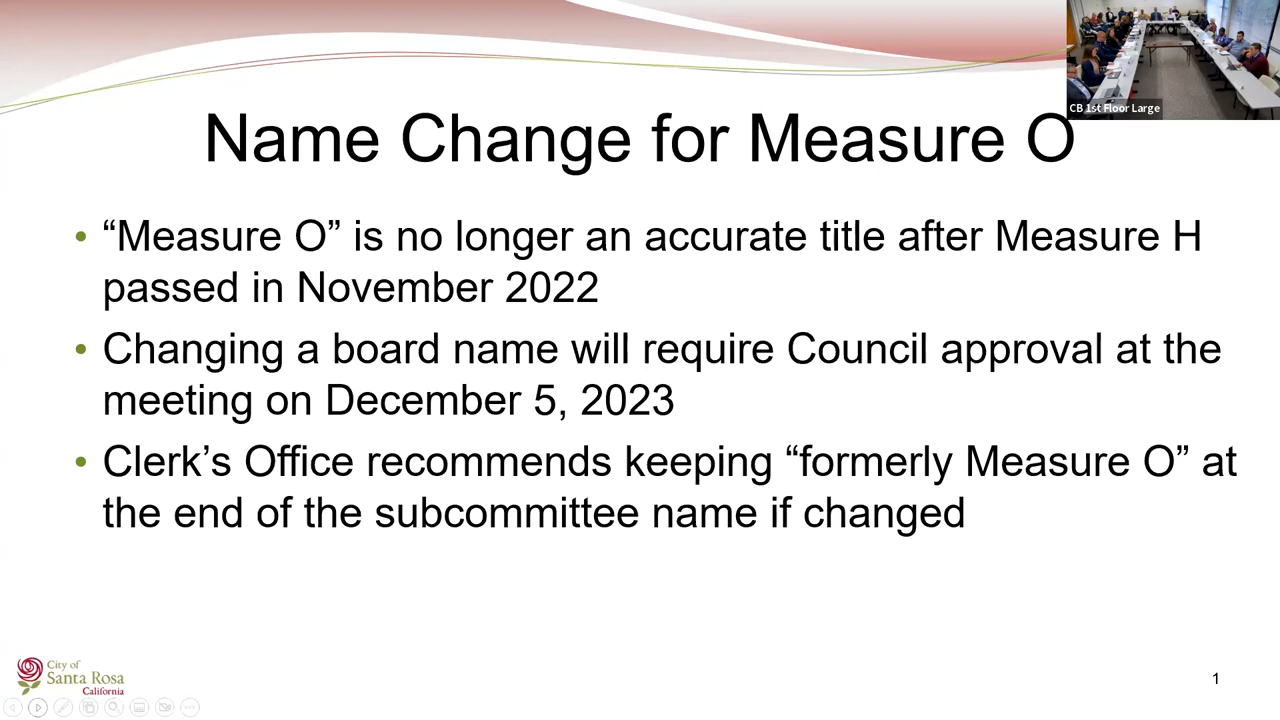 CB 1st Floor Large
Name Change for Measure O
• “Measure O” is no longer an accurate title after Measure H
passed in November 2022
• Changing a board name will require Council approval at the
meeting on December 5, 2023
• Clerk’s Office recommends keeping “formerly Measure O” at
the end of the subcommittee name if changed
City of
Santa Rosa
California
1